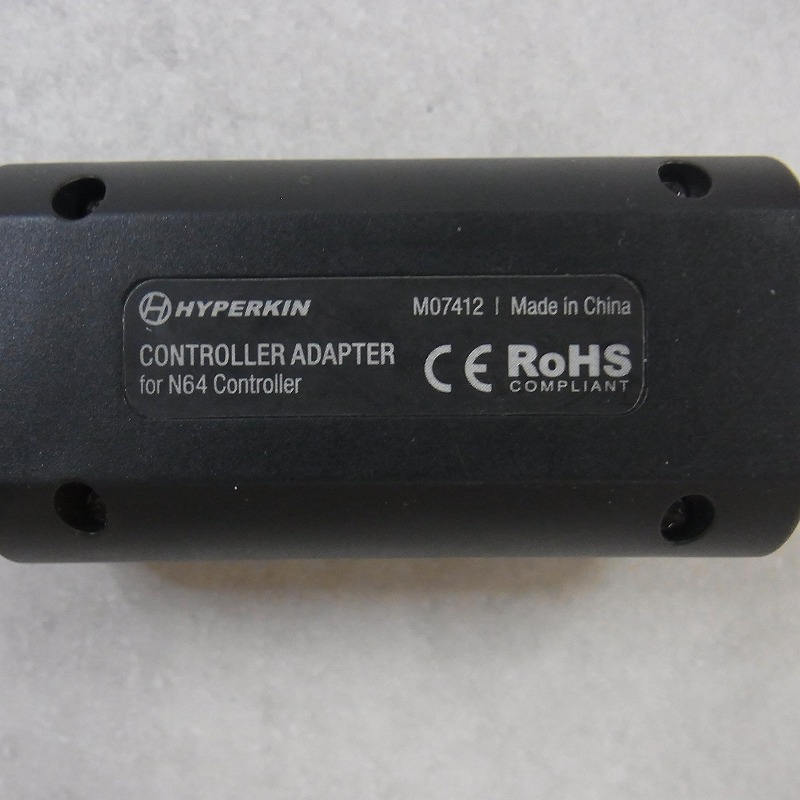 HYPERKIN M07412 | Made in China
CONTROLLER ADAPTER
for N64 Controller
CE RoHS
COMPLIANT